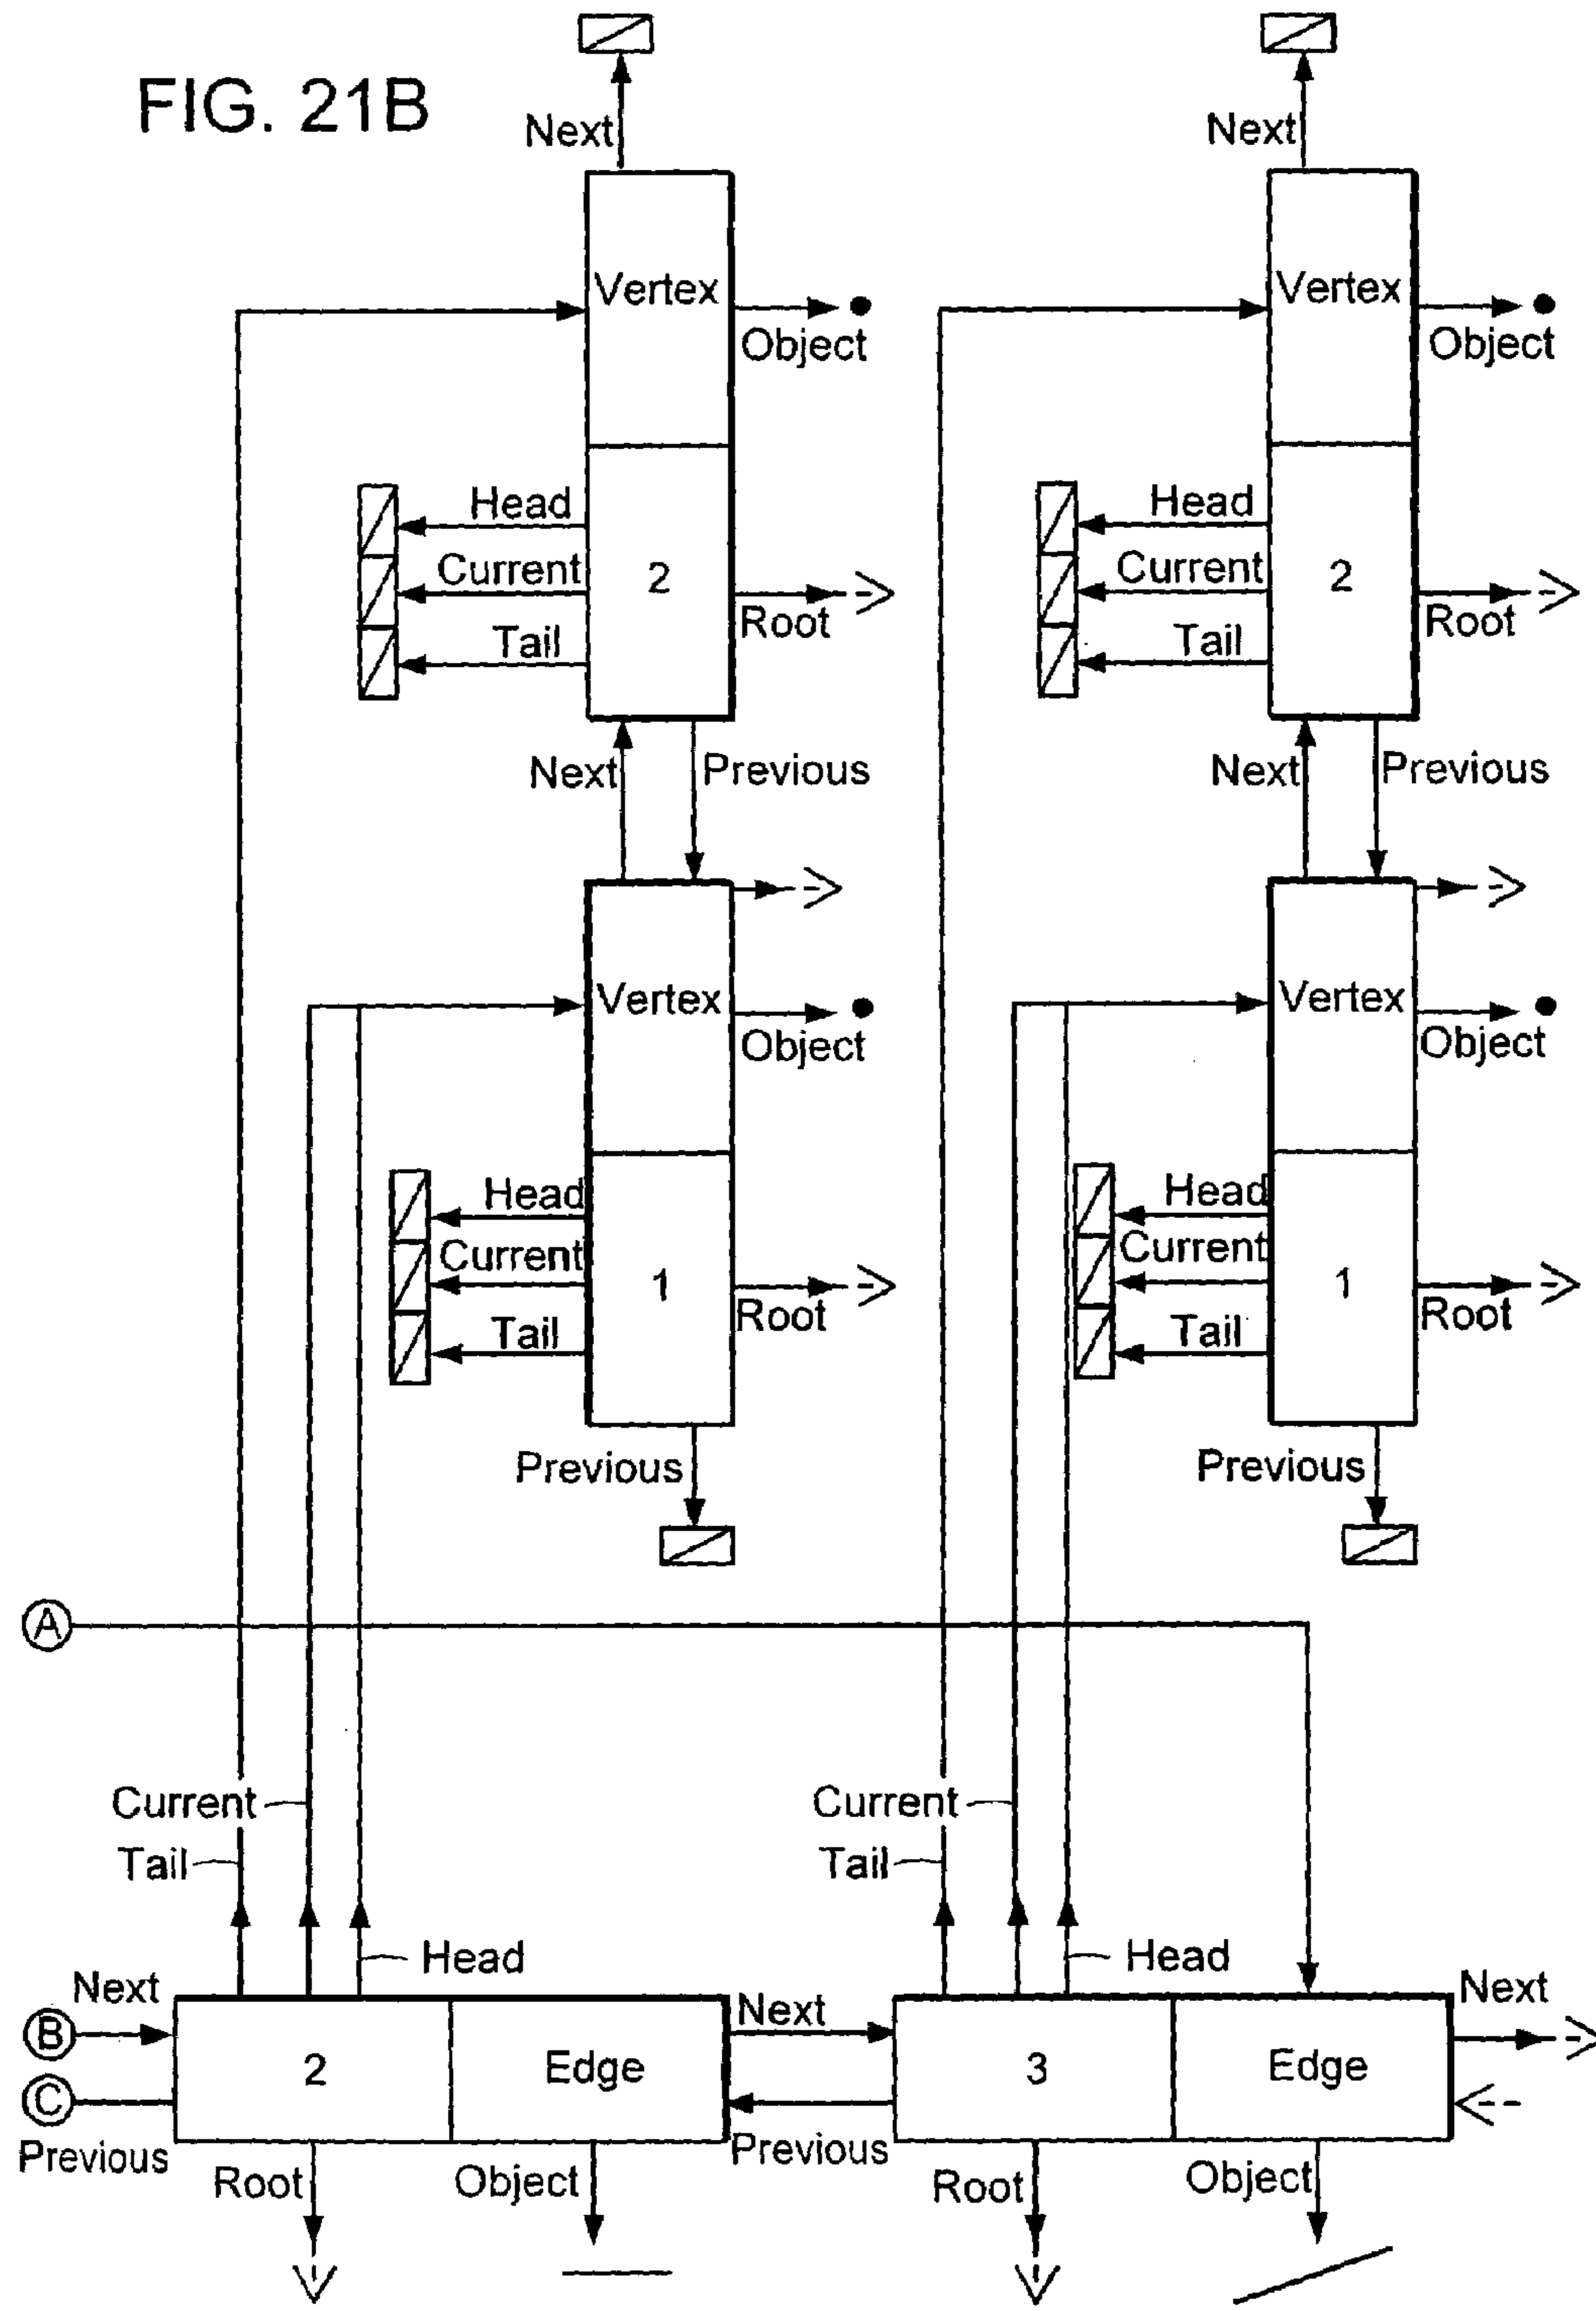 FIG. 21B
Next
Next
Vertex
Object
Vertex
Object
Head
Current
Tail
2
Root
Head
Current
Tail
2
Root
Next
Previous
Next
Previous
Vertex
Object
Vertex
Object
Head
Current
Tail
1
Root
Head
Current
Tail
1
Root
Previous
Previous
A
Current
Tail
Head
Current
Tail
Head
Next
B
C
Previous
2
Edge
Next
Previous
3
Edge
Next
Root
Object
Root
Object